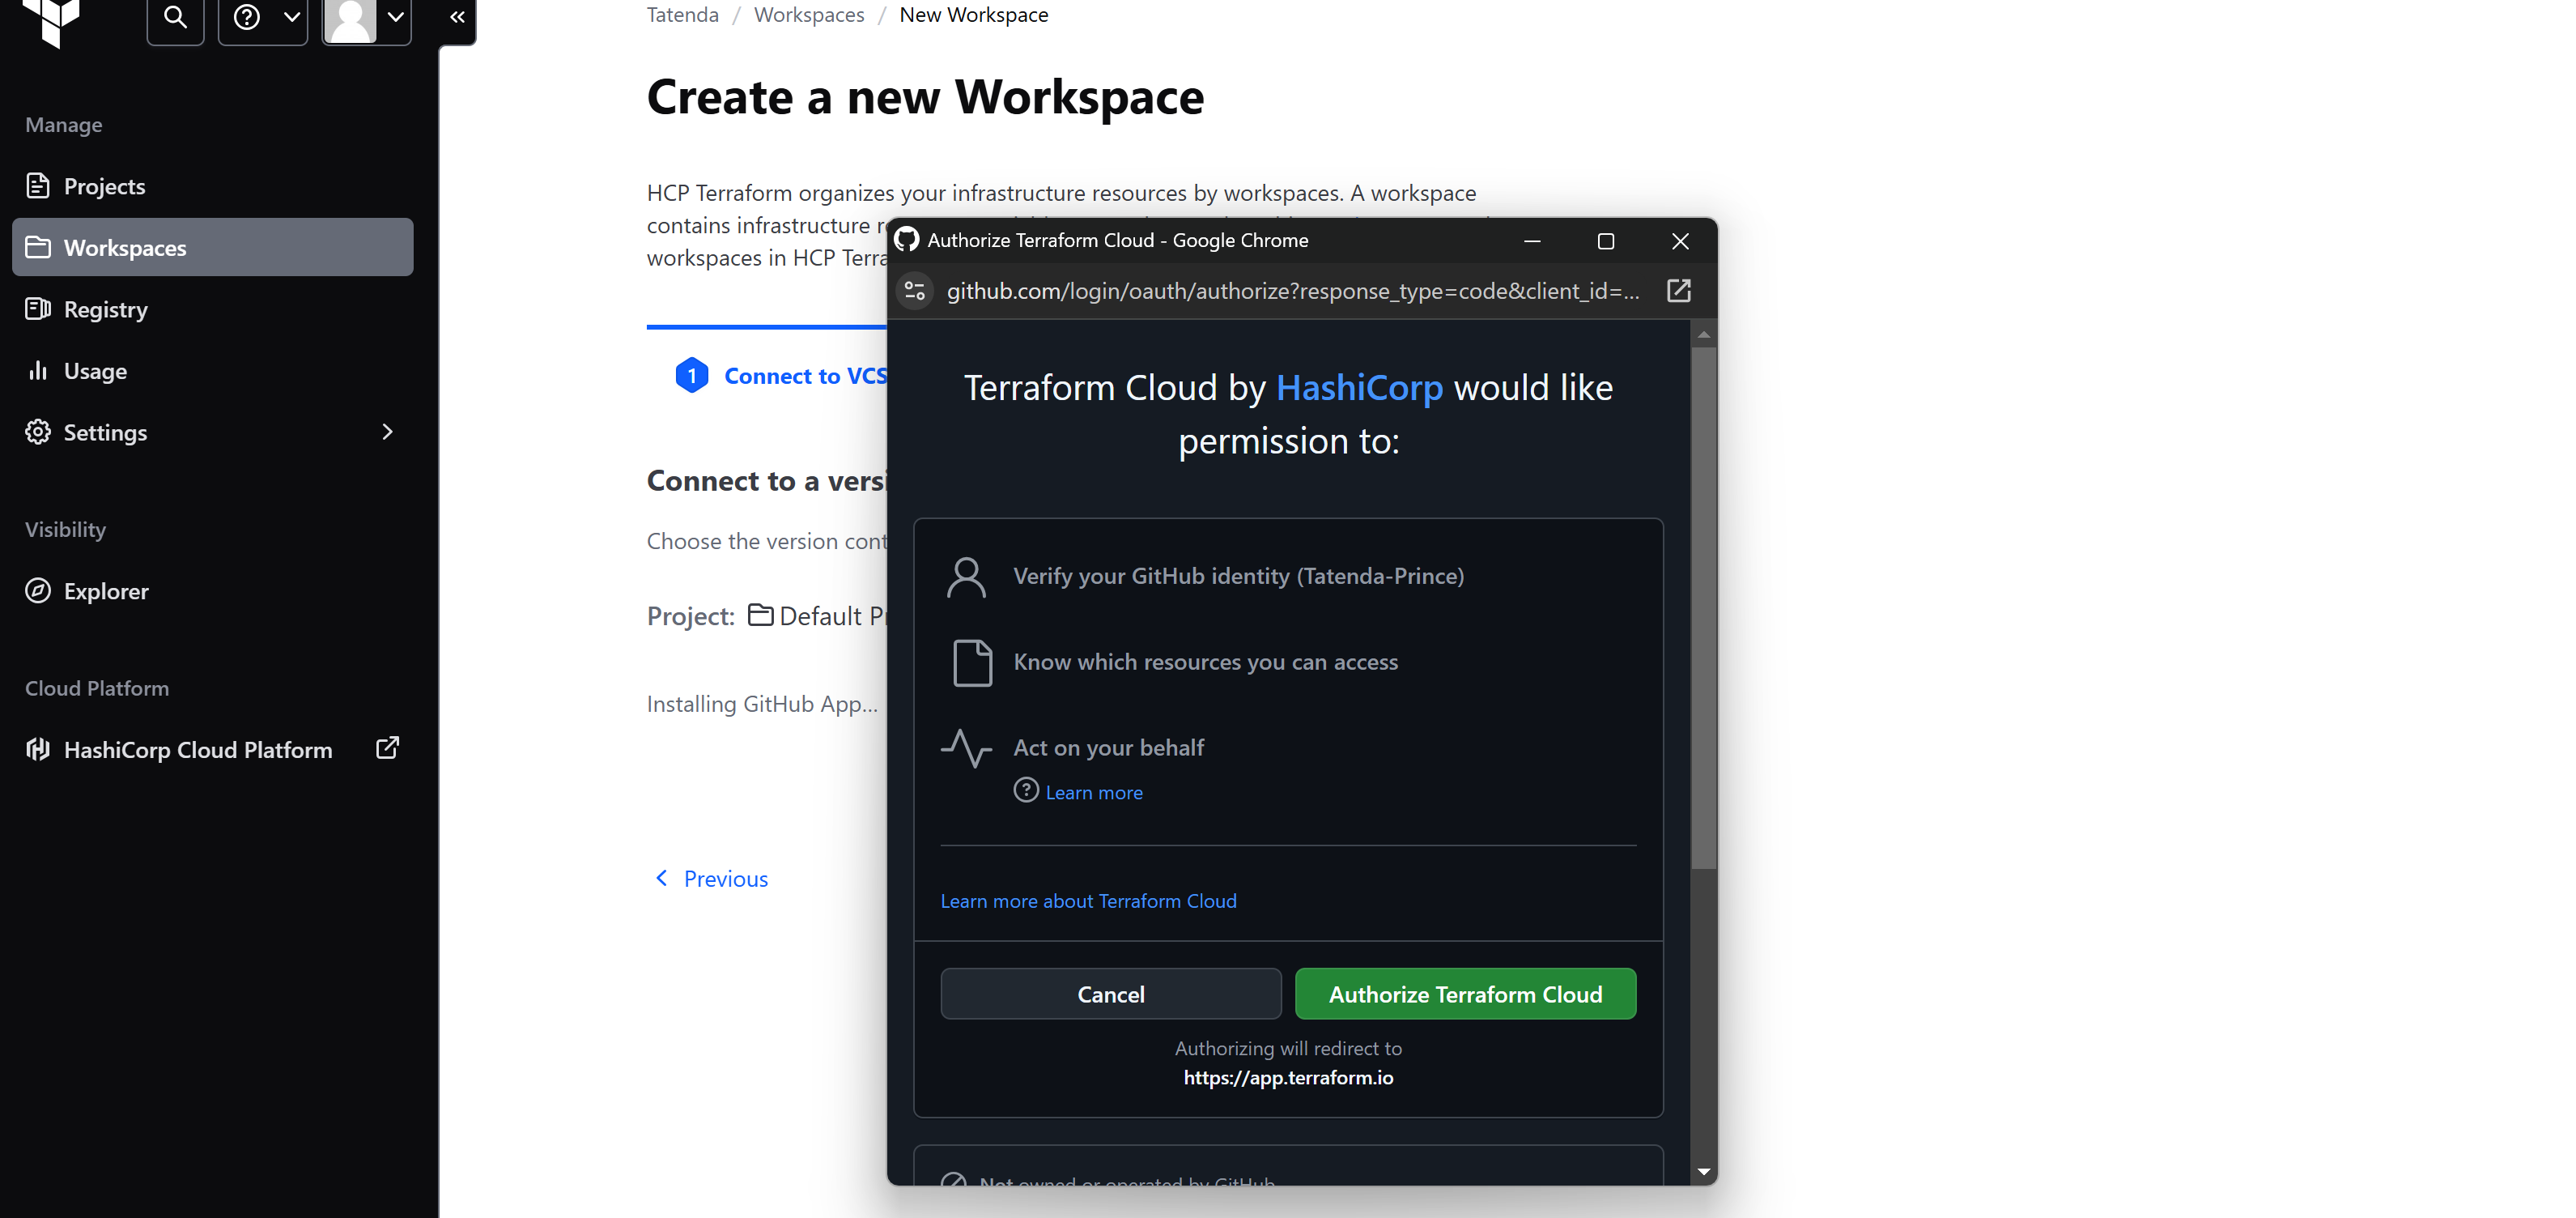 Tatenda / Workspaces / New Workspace
Manage
Projects
Workspaces
Registry
Usage
Settings
Visibility
Explorer
Cloud Platform
HashiCorp Cloud Platform
Create a new Workspace
HCP Terraform organizes your infrastructure resources by workspaces. A workspace
contains infrastructure
workspaces in HCP Terra
1 Connect to VCS
Connect to a versi
Choose the version cont
Project: Default Pr
Installing GitHub App...
Previous
Authorize Terraform Cloud - Google Chrome
github.com/login/oauth/authorize?response_type=code&client_id=...
Terraform Cloud by HashiCorp would like
permission to:
Verify your GitHub identity (Tatenda-Prince)
Know which resources you can access
Act on your behalf
Learn more
Learn more about Terraform Cloud
Cancel
Authorize Terraform Cloud
Authorizing will redirect to
https://app.terraform.io
Not owned or operated by GitHub